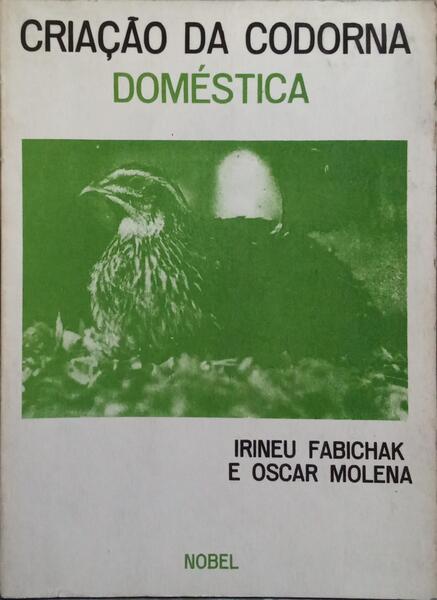 CRIAÇÃO DA CODORNA
DOMÉSTICA
IRINEU FABICHAK
E OSCAR MOLENA
NOBEL